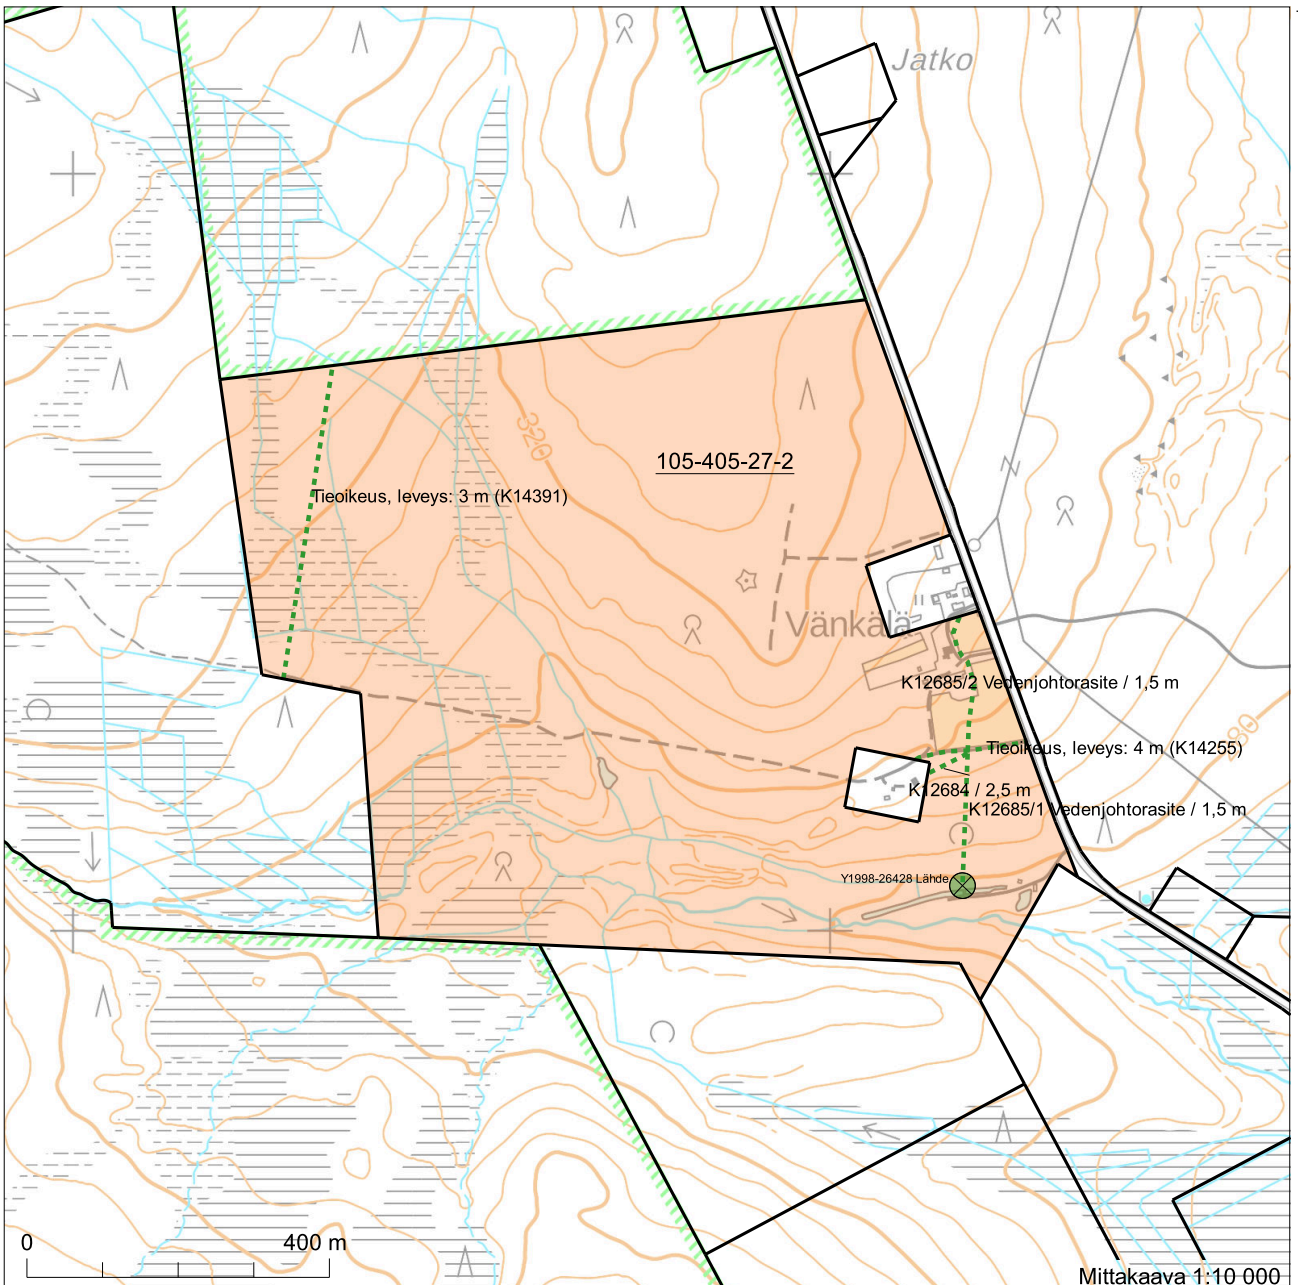 Jatko
320
105-405-27-2
Tieoikeus, leveys: 3 m (K14391)
Z
Vänkälä
K12685/2 Vedenjohtorasite / 1,5 m
Tieoikeus, leveys: 4 m (K14255)
280
K12684 / 2,5 m
K12685/1 Vedenjohtorasite / 1,5 m
Y1998-26428 Lähde
0
400 m
Mittakaava 1:10 000